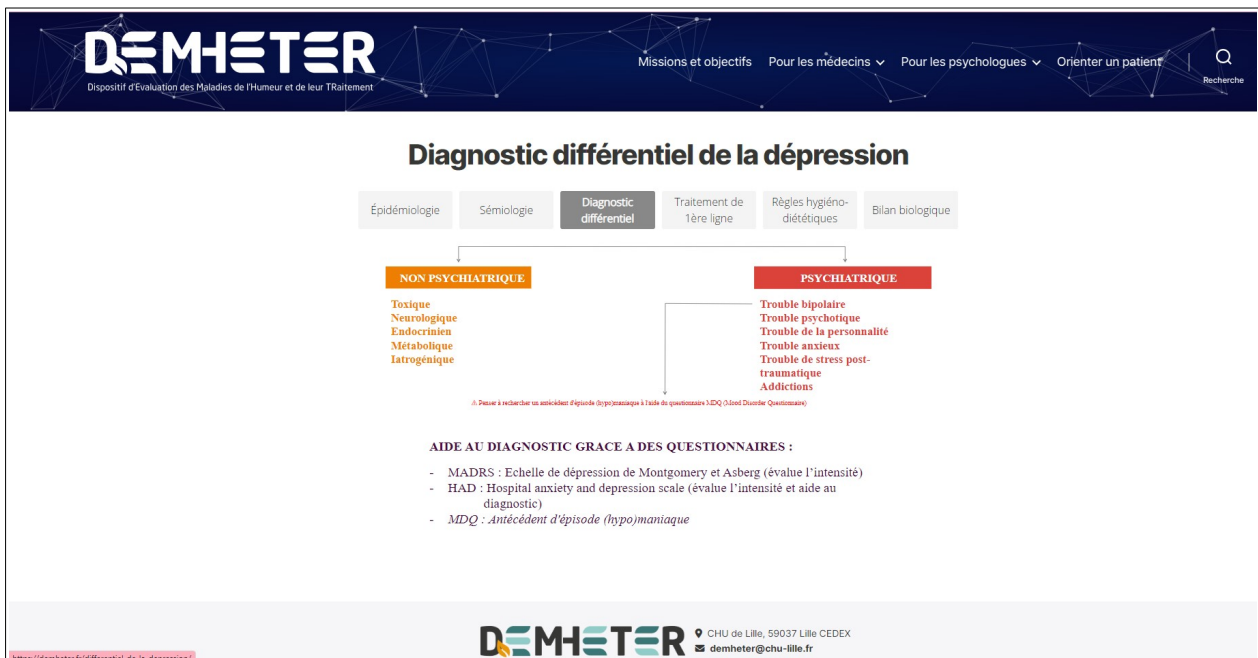 DEMHETER
Dispositif d'Evaluation des Maladies de l'Humeur et de leur TRaitement
Missions et objectifs
Pour les médecins
Pour les psychologues
Orienter un patient
Recherche
Diagnostic différentiel de la dépression
Épidémiologie
Sémiologie
Diagnostic
différentiel
Traitement de
1ère ligne
Règles hygiéno-
diététiques
Bilan biologique
NON PSYCHIATRIQUE
Toxique
Neurologique
Endocrinien
Métabolique
Iatrogénique
PSYCHIATRIQUE
Trouble bipolaire
Trouble psychotique
Trouble de la personnalité
Trouble anxieux
Trouble de stress post-
traumatique
Addictions
⚠ Penser à rechercher un antécédent d'épisode (hypo)maniaque à l'aide du questionnaire MDQ (Mood Disorder Questionnaire)
AIDE AU DIAGNOSTIC GRACE A DES QUESTIONNAIRES :
- MADRS : Echelle de dépression de Montgomery et Asberg (évalue l'intensité)
- HAD : Hospital anxiety and depression scale (évalue l'intensité et aide au
diagnostic)
- MDQ : Antécédent d'épisode (hypo)maniaque
DEMHETER
CHU de Lille, 59037 Lille CEDEX
demheter@chu-lille.fr